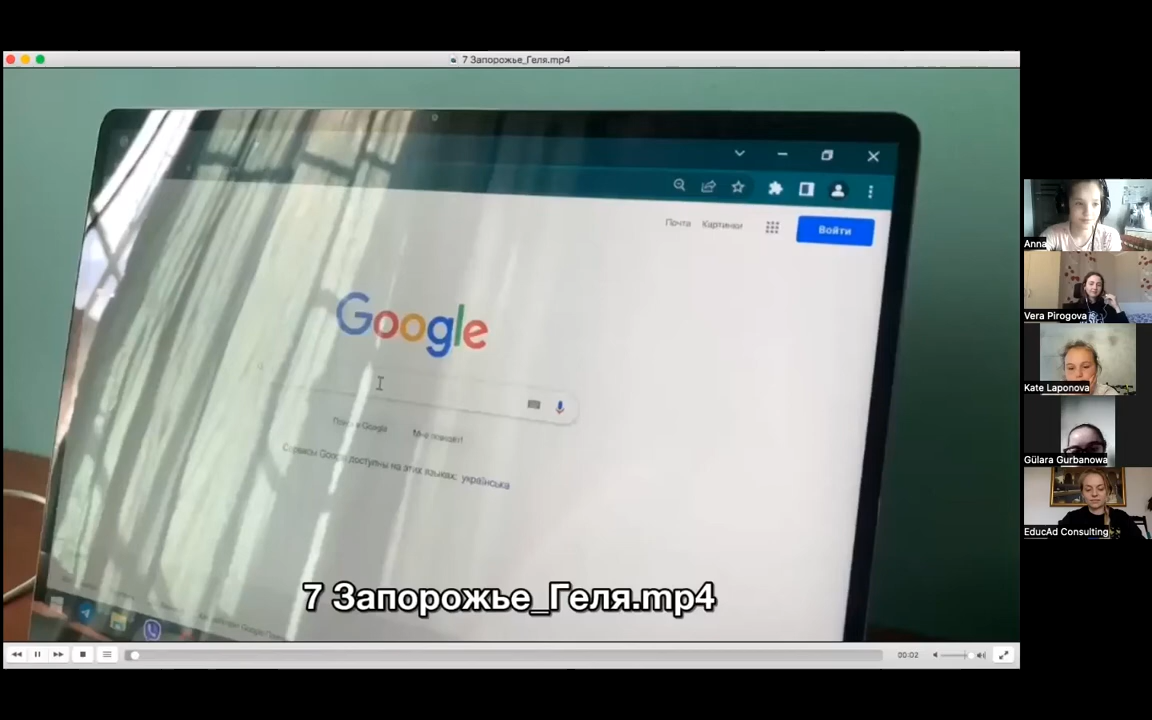 7 Запорожье_Геля.mp4
Почта Картинки Войти
Google
Поиск в Google Мне повезёт!
Сервисы Google доступны на этих языках: українська
7 Запорожье_Геля.mp4
00:02
Anna
Vera Pirogova
Kate Laponova
Gülara Gurbanowa
EducAd Consulting